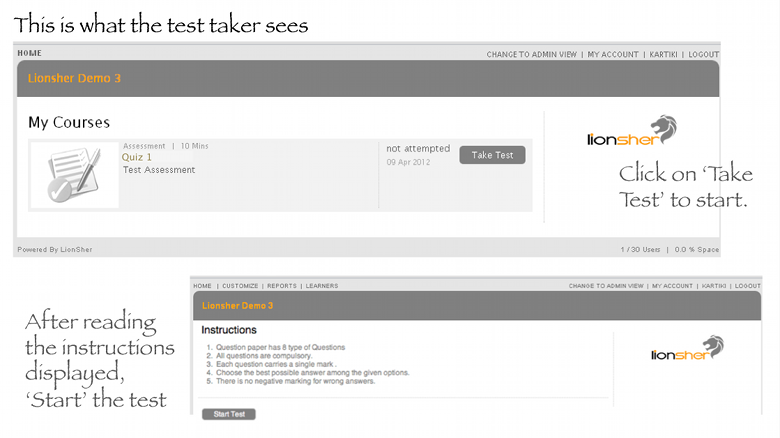 This is what the test taker sees
HOME
CHANGE TO ADMIN VIEW | MY ACCOUNT | KARTIKI | LOGOUT
Lionsher Demo 3
My Courses
Assessment | 10 Mins
Quiz 1
Test Assessment
not attempted
09 Apr 2012
Take Test
lionsher
Click on ‘Take
Test’ to start.
Powered By LionSher
1 / 30 Users | 0.0 % Space
After reading
the instructions
displayed,
‘Start’ the test
HOME | CUSTOMIZE | REPORTS | LEARNERS
CHANGE TO ADMIN VIEW | MY ACCOUNT | KARTIKI | LOGOUT
Lionsher Demo 3
Instructions
1. Question paper has 8 type of Questions
2. All questions are compulsory.
3. Each question carries a single mark .
4. Choose the best possible answer among the given options.
5. There is no negative marking for wrong answers.
lionsher
Start Test